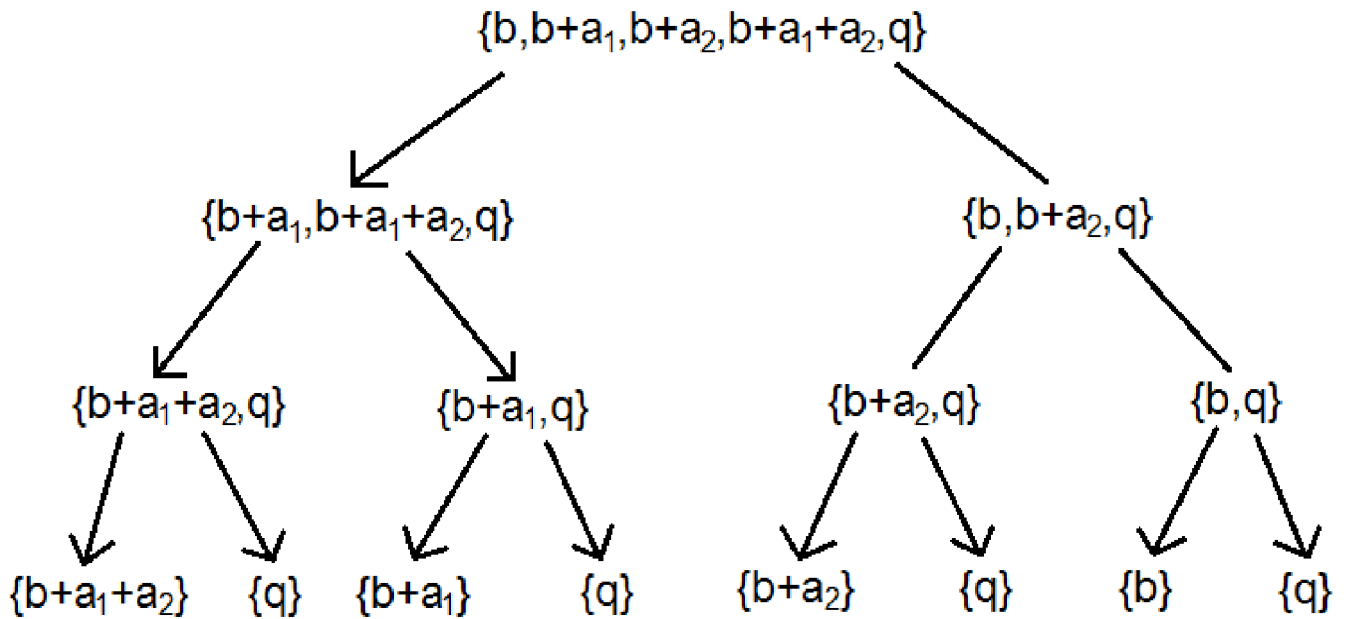 {b,b+a₁,b+a₂,b+a₁+a₂,q}
{b+a₁,b+a₁+a₂,q} {b,b+a₂,q}
{b+a₁+a₂,q} {b+a₁,q} {b+a₂,q} {b,q}
{b+a₁+a₂} {q} {b+a₁} {q} {b+a₂} {q} {b} {q}